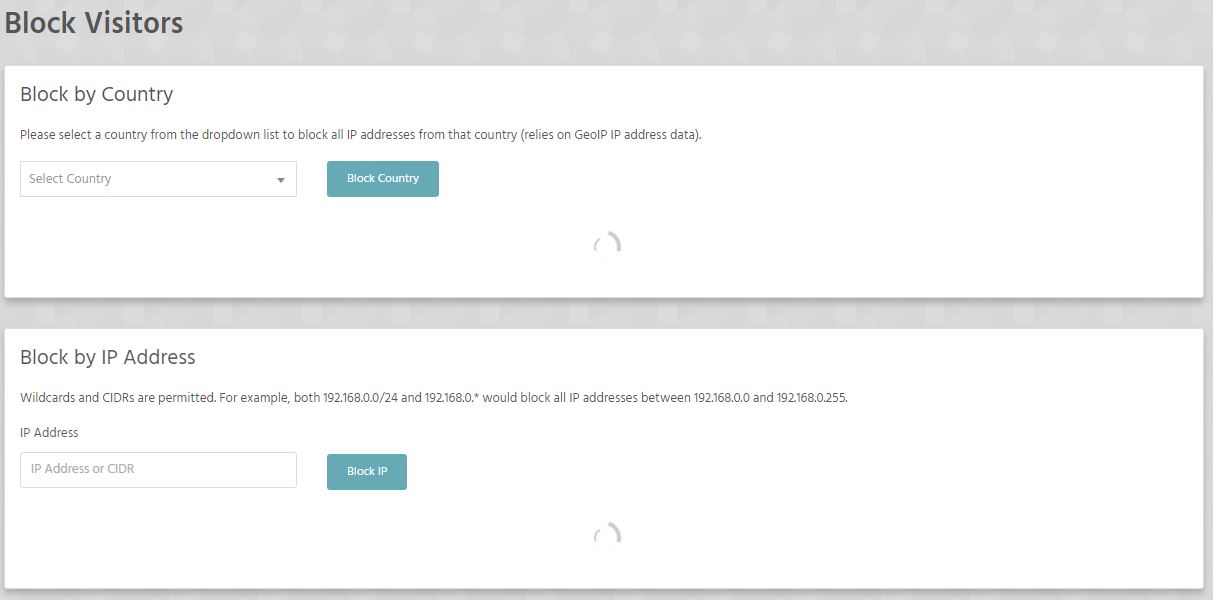 Block Visitors
Block by Country
Please select a country from the dropdown list to block all IP addresses from that country (relies on GeoIP IP address data).
Select Country
Block Country
Block by IP Address
Wildcards and CIDRs are permitted. For example, both 192.168.0.0/24 and 192.168.0.* would block all IP addresses between 192.168.0.0 and 192.168.0.255.
IP Address
IP Address or CIDR
Block IP